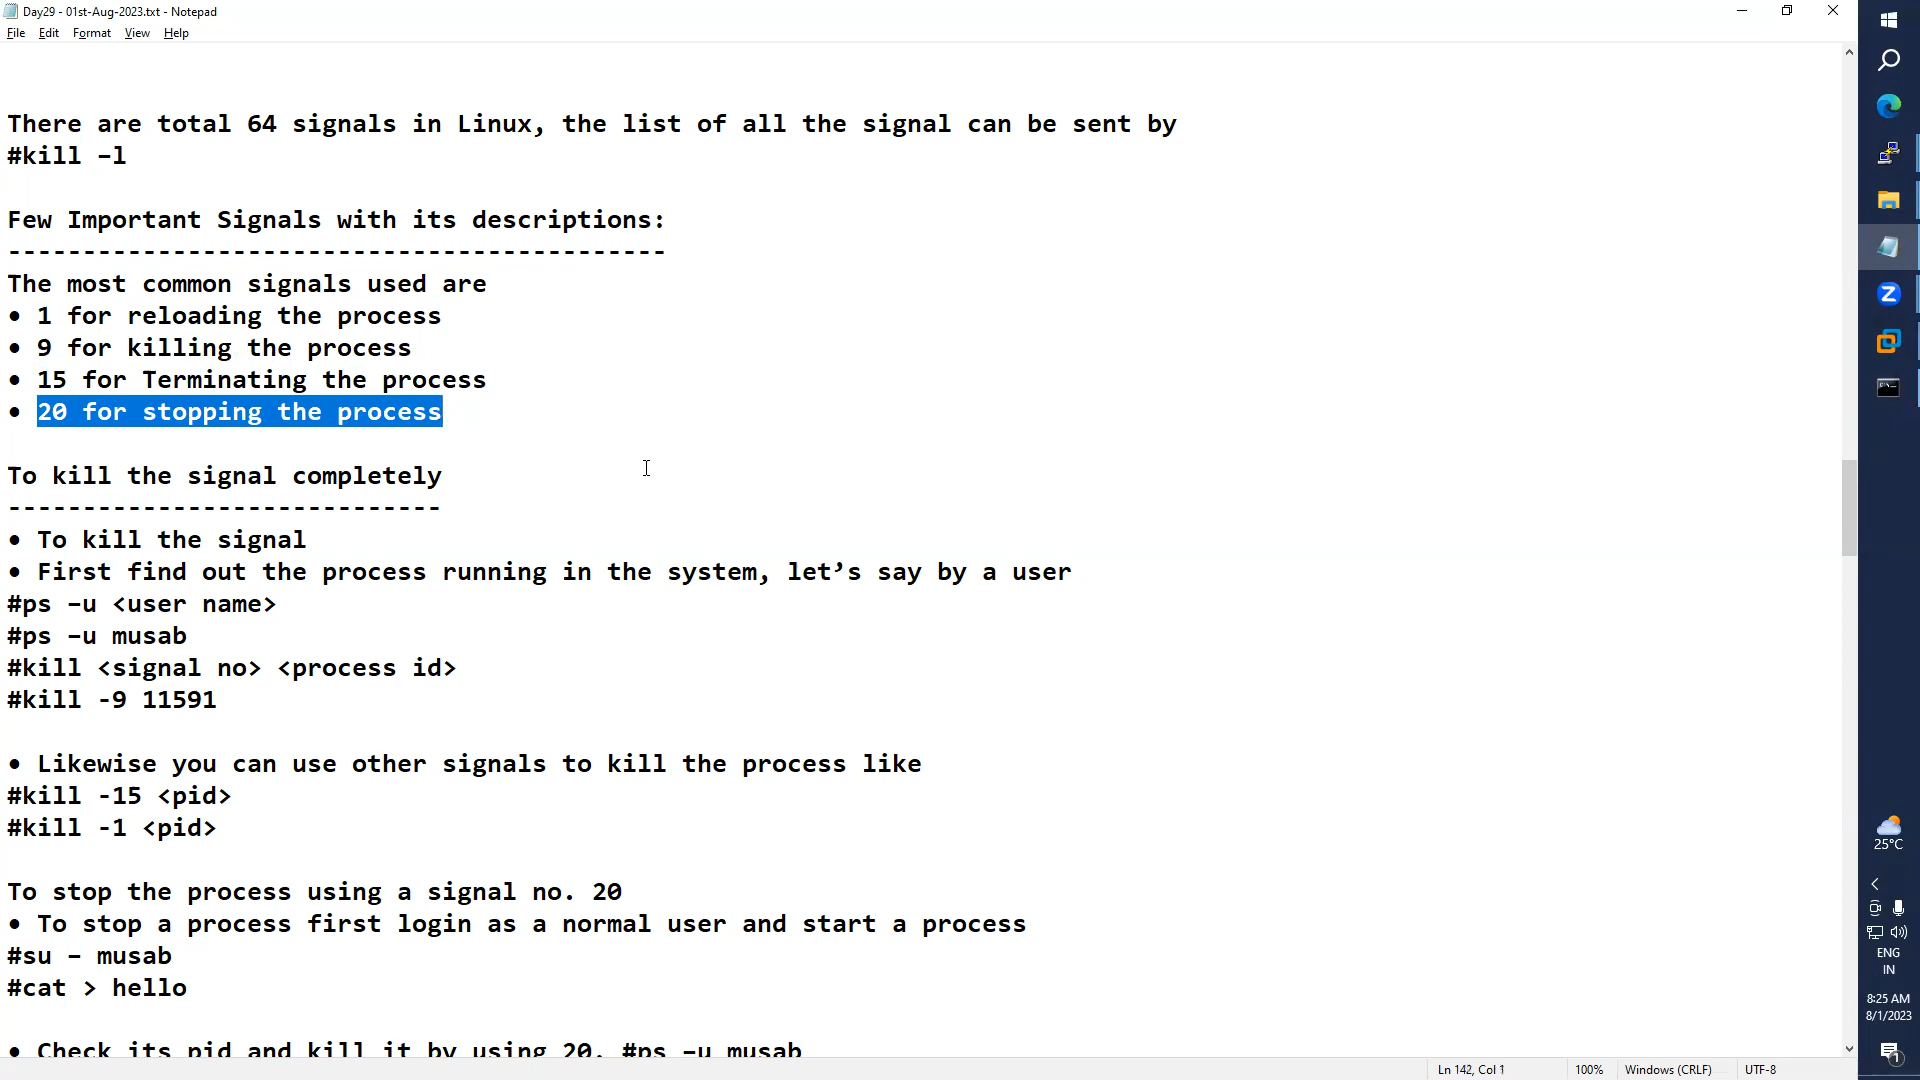 Day29 - 01st-Aug-2023.txt - Notepad
File Edit Format View Help
There are total 64 signals in Linux, the list of all the signal can be sent by
#kill –l
Few Important Signals with its descriptions:
--------------------------------------------
The most common signals used are
• 1 for reloading the process
• 9 for killing the process
• 15 for Terminating the process
• 20 for stopping the process
To kill the signal completely
-----------------------------
• To kill the signal
• First find out the process running in the system, let’s say by a user
#ps –u <user name>
#ps –u musab
#kill <signal no> <process id>
#kill -9 11591
• Likewise you can use other signals to kill the process like
#kill -15 <pid>
#kill -1 <pid>
To stop the process using a signal no. 20
• To stop a process first login as a normal user and start a process
#su – musab
#cat > hello
• Check its pid and kill it by using 20. #ps –u musab
Ln 142, Col 1 100% Windows (CRLF) UTF-8
25°C
ENG
IN
8:25 AM
8/1/2023
1